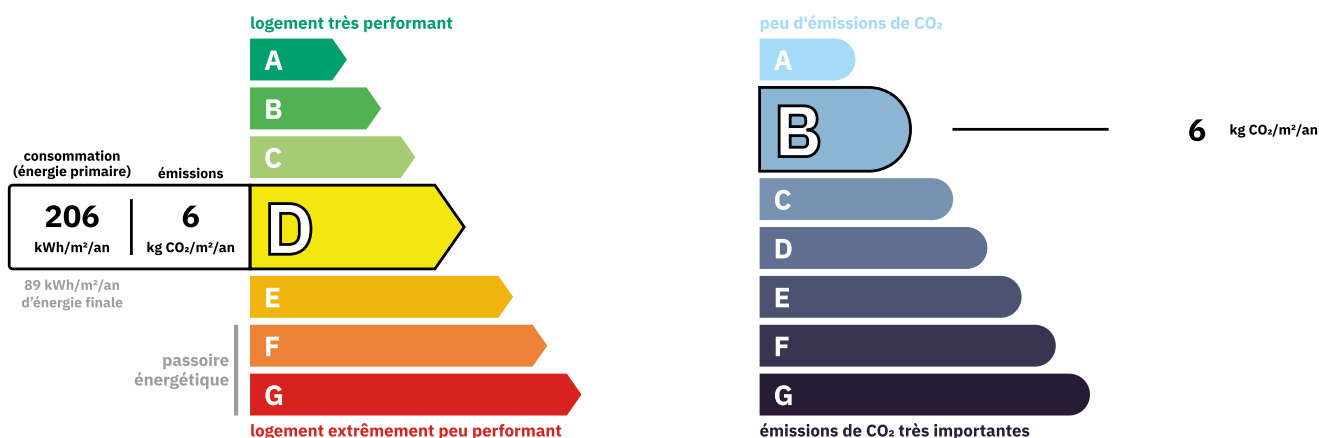 logement très performant
A
B
C
consommation
(énergie primaire)
émissions
206
kWh/m²/an
6
kg CO₂/m²/an
D
89 kWh/m²/an
d’énergie finale
E
passoire
énergétique
F
G
logement extrêmement peu performant
peu d'émissions de CO₂
A
B
6 kg CO₂/m²/an
C
D
E
F
G
émissions de CO₂ très importantes